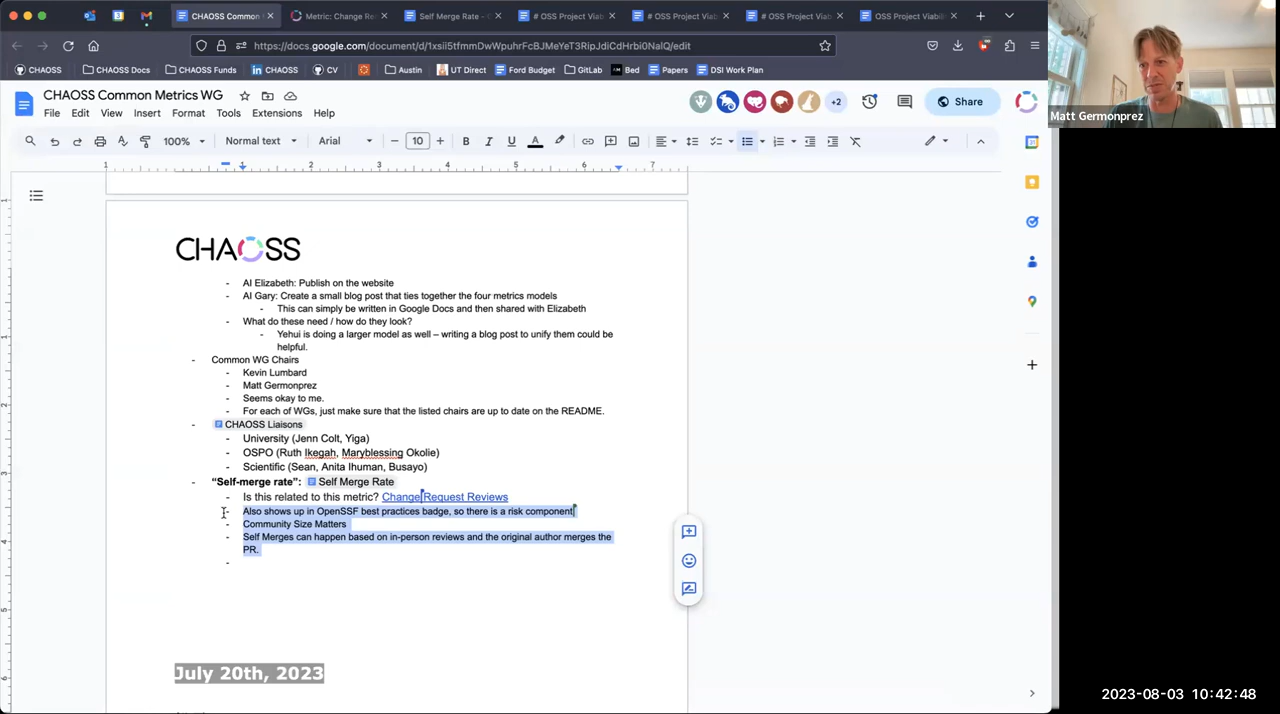 CHAOSS Common
Metric: Change Re
Self Merge Rate - C
# OSS Project Viab
# OSS Project Viab
# OSS Project Viab
OSS Project Viabil
https://docs.google.com/document/d/1xsil5tfmmDwWpuhrFcBJMeYeT3RipJdiCdHrbi0NalQ/edit
CHAOSS
CHAOSS Docs
CHAOSS Funds
CHAOSS
CV
Austin
UT Direct
Ford Budget
GitLab
Bed
Papers
DSI Work Plan
CHAOSS Common Metrics WG
File Edit View Insert Format Tools Extensions Help
+2
Share
100% Normal text Arial 10
1 1 2 3 4 5 6 7
CHAOSS
- AI Elizabeth: Publish on the website
- AI Gary: Create a small blog post that ties together the four metrics models
- This can simply be written in Google Docs and then shared with Elizabeth
- What do these need / how do they look?
- Yehui is doing a larger model as well – writing a blog post to unify them could be
helpful.
- Common WG Chairs
- Kevin Lumbard
- Matt Germonprez
- Seems okay to me.
- For each of WGs, just make sure that the listed chairs are up to date on the README.
- CHAOSS Liaisons
- University (Jenn Colt, Yiga)
- OSPO (Ruth Ikegah, Maryblessing Okolie)
- Scientific (Sean, Anita Ihuman, Busayo)
- “Self-merge rate”: Self Merge Rate
- Is this related to this metric? Change Request Reviews
- Also shows up in OpenSSF best practices badge, so there is a risk component
- Community Size Matters
- Self Merges can happen based on in-person reviews and the original author merges the
PR.
-
July 20th, 2023
Matt Germonprez
2023-08-03 10:42:48